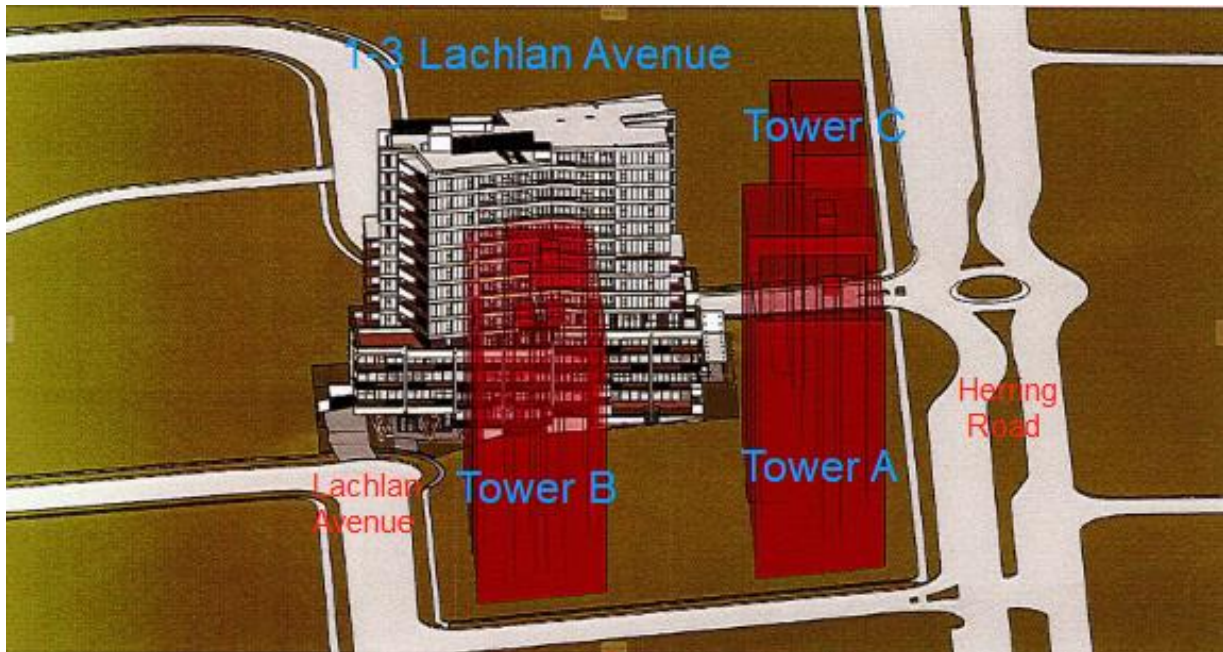 1-3 Lachlan Avenue
Tower C
Herring
Road
Tower A
Tower B
Lachlan
Avenue